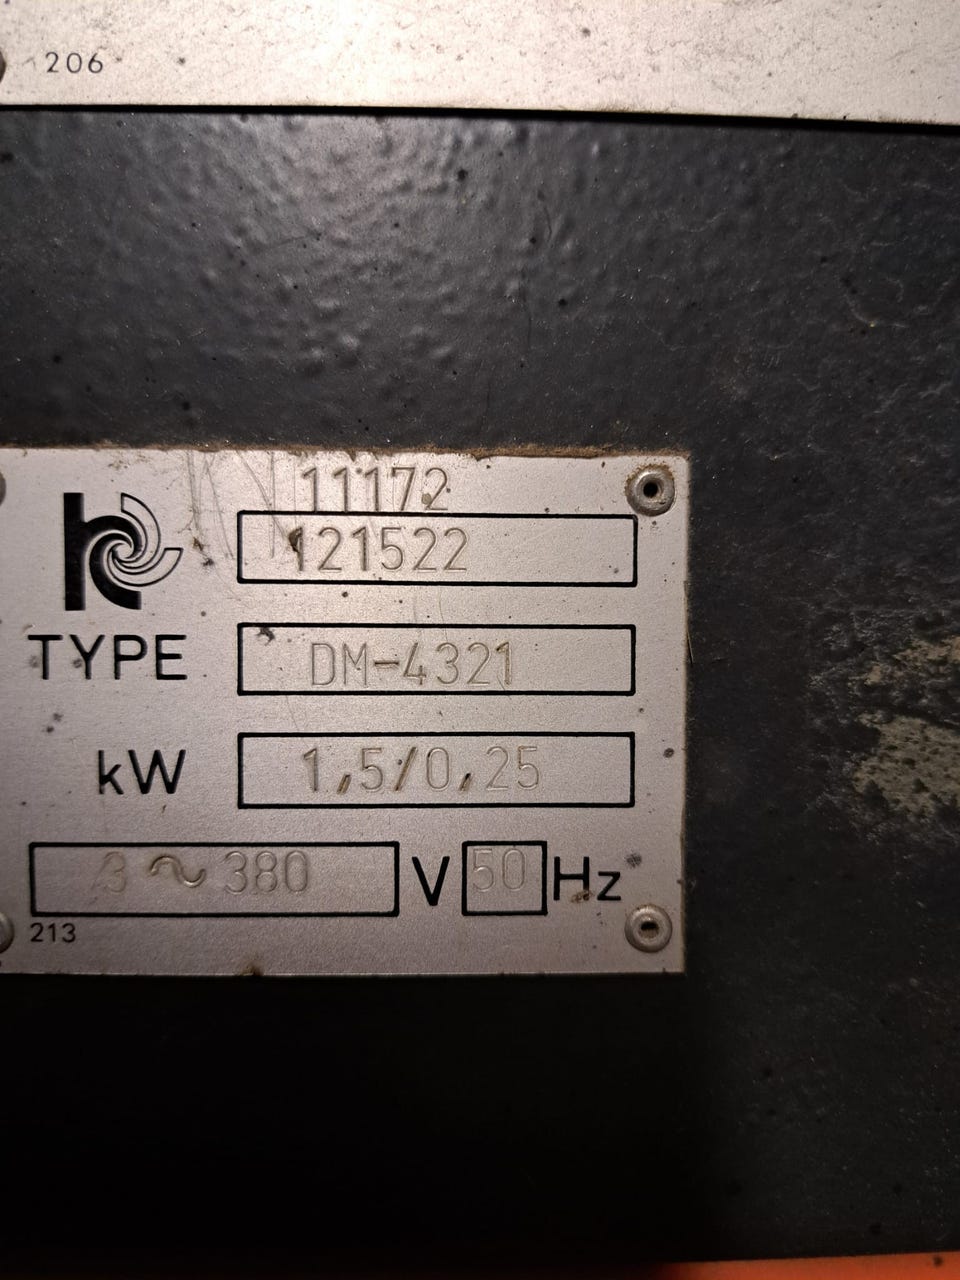 206
11172
121522
TYPE DM-4321
kW 1,5/0,25
3 ~ 380 V 50 Hz
213